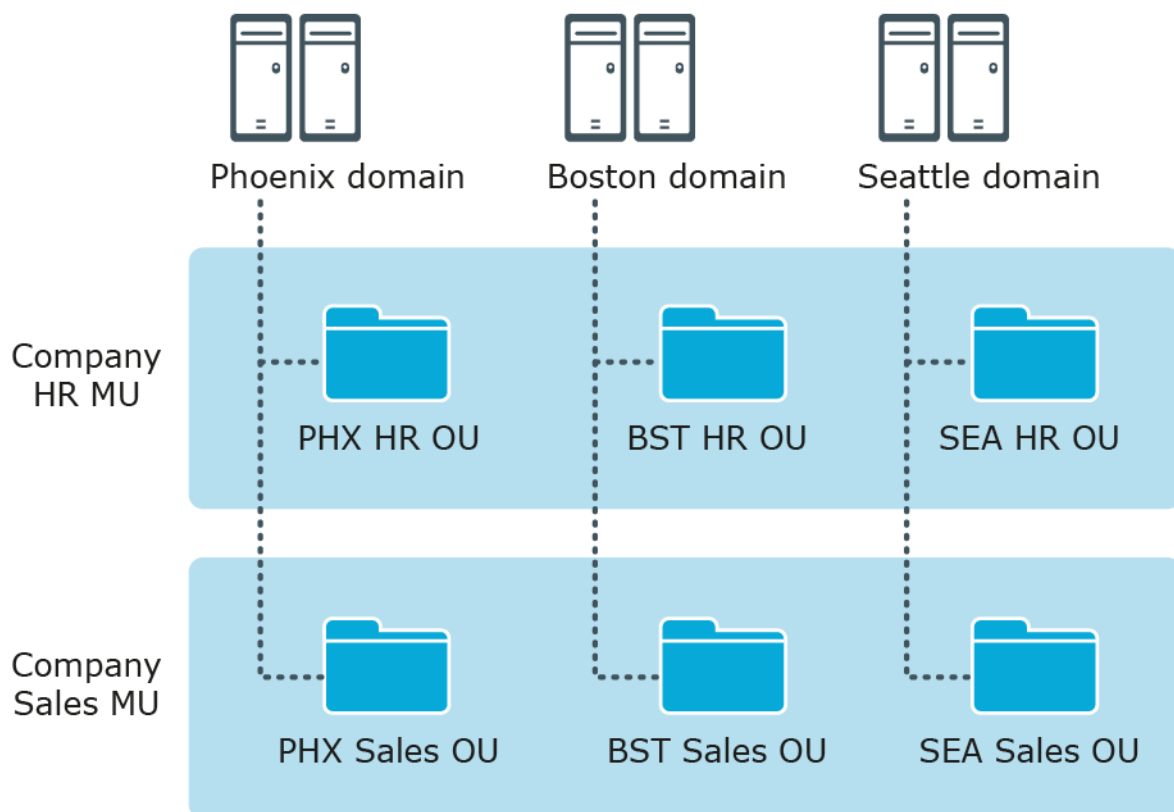 Phoenix domain
Boston domain
Seattle domain
Company
HR MU
PHX HR OU
BST HR OU
SEA HR OU
Company
Sales MU
PHX Sales OU
BST Sales OU
SEA Sales OU